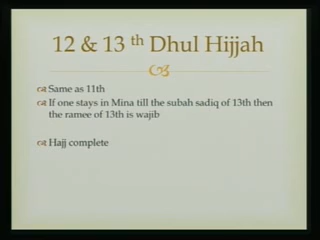 12 & 13 th Dhul Hijjah
Same as 11th
If one stays in Mina till the subah sadiq of 13th then
the ramee of 13th is wajib
Hajj complete